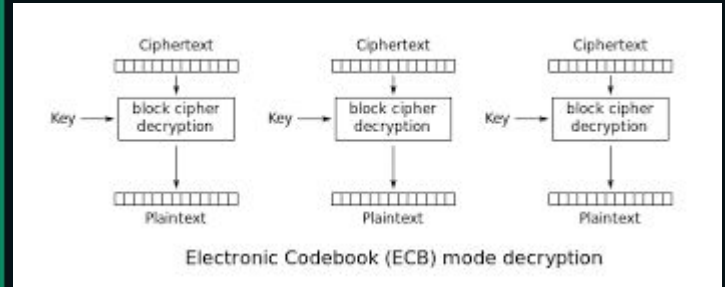 Ciphertext Ciphertext Ciphertext
Key block cipher decryption Key block cipher decryption Key block cipher decryption
Plaintext Plaintext Plaintext
Electronic Codebook (ECB) mode decryption